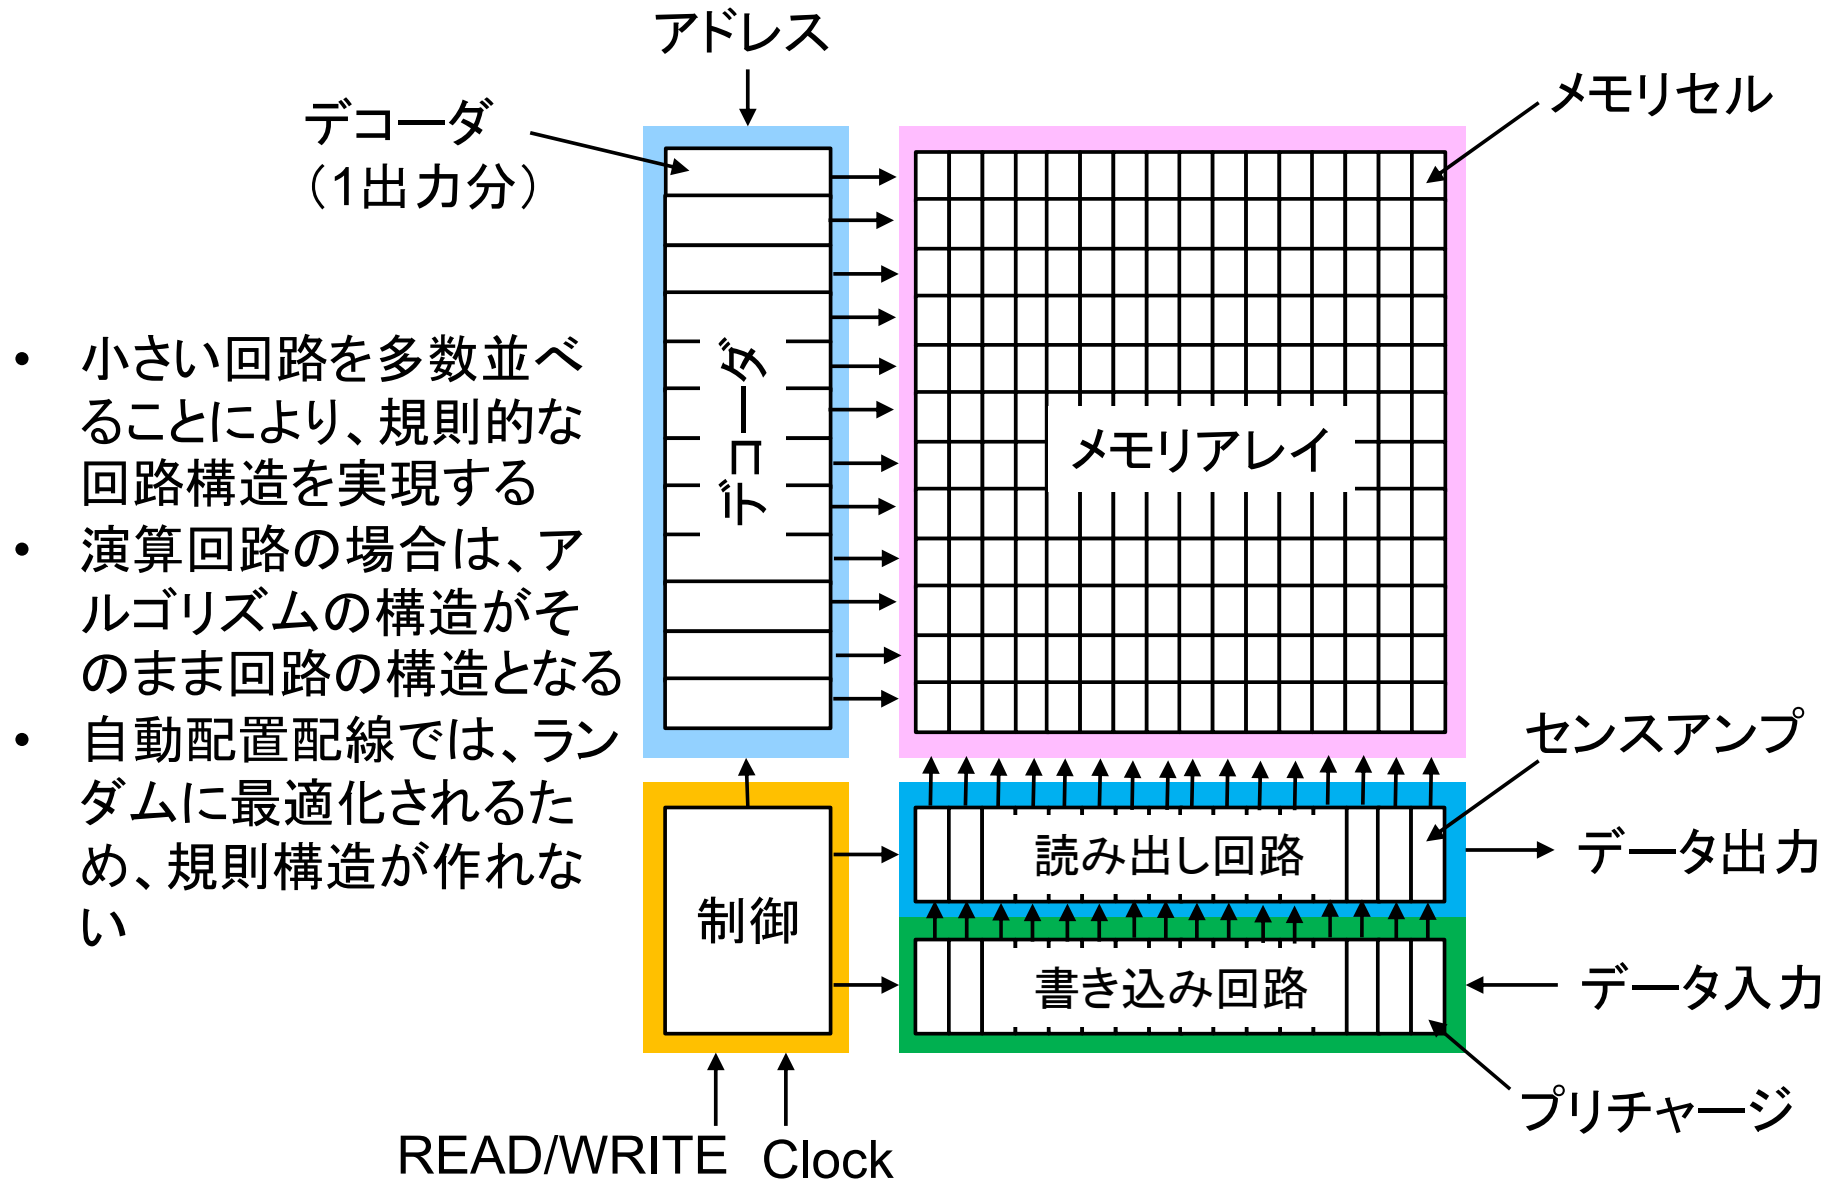 アドレス
デコーダ
（1出力分）
メモリセル
• 小さい回路を多数並べ
ることにより、規則的な
回路構造を実現する
• 演算回路の場合は、ア
ルゴリズムの構造がそ
のまま回路の構造となる
• 自動配置配線では、ラン
ダムに最適化されるた
め、規則構造が作れな
い
デコーダ
メモリアレイ
センスアンプ
読み出し回路
データ出力
制御
書き込み回路
データ入力
プリチャージ
READ/WRITE
Clock